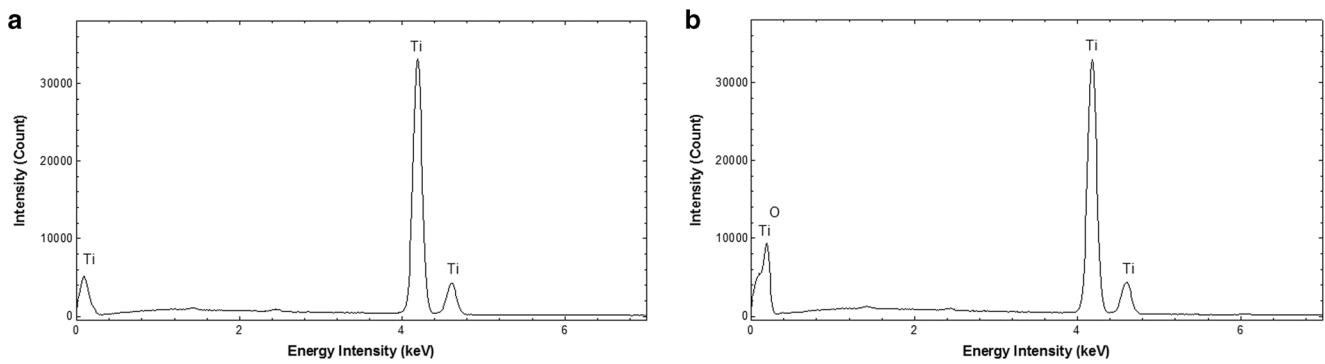 a
Ti
30000
20000
10000
0
Ti
Ti
0 2 4 6
Intensity (Count)
Energy Intensity (keV)
b
Ti
30000
20000
10000
0
O
Ti
Ti
0 2 4 6
Intensity (Count)
Energy Intensity (keV)